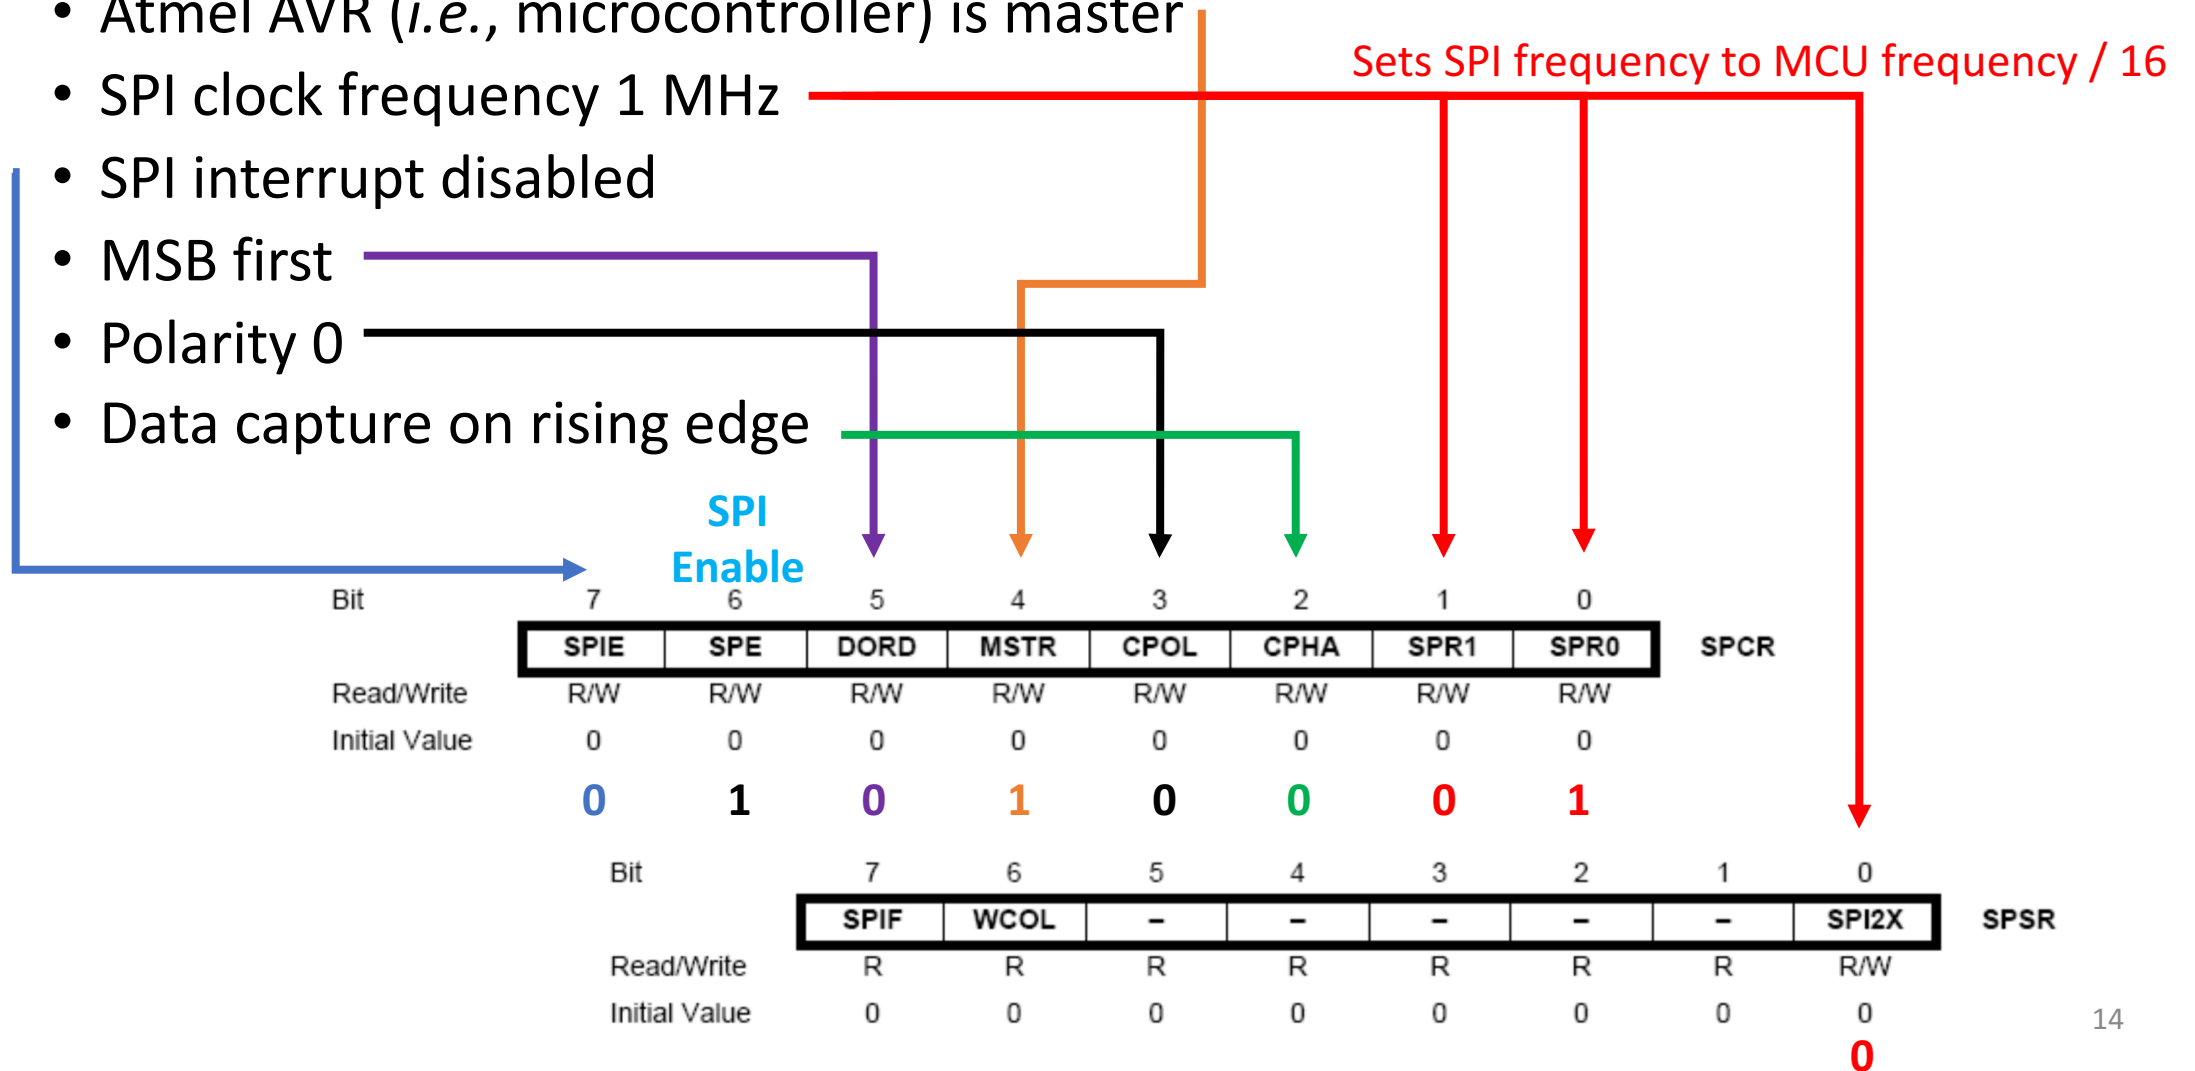 • Atmel AVR (i.e., microcontroller) is master
Sets SPI frequency to MCU frequency / 16
• SPI clock frequency 1 MHz
• SPI interrupt disabled
• MSB first
• Polarity 0
• Data capture on rising edge
SPI
Enable
Bit 7 6 5 4 3 2 1 0
SPIE SPE DORD MSTR CPOL CPHA SPR1 SPR0 SPCR
Read/Write R/W R/W R/W R/W R/W R/W R/W R/W
Initial Value 0 0 0 0 0 0 0 0
0 1 0 1 0 0 0 1
Bit 7 6 5 4 3 2 1 0
SPIF WCOL – – – – – SPI2X SPSR
Read/Write R R R R R R R R/W
Initial Value 0 0 0 0 0 0 0 0
14
0